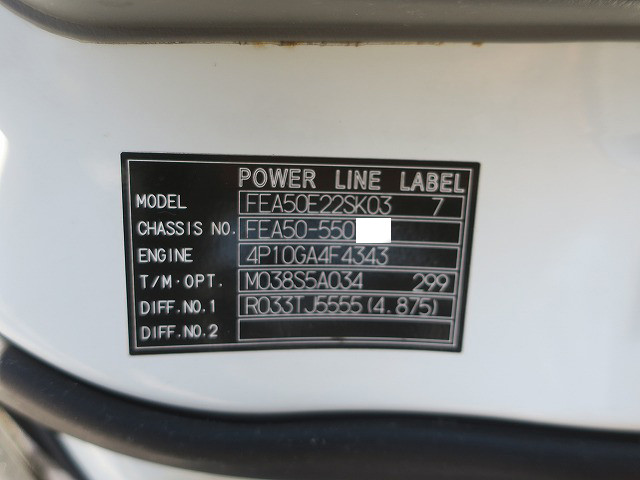 POWER LINE LABEL
MODEL FEA50E22SK03 7
CHASSIS NO. FEA50-550
ENGINE 4P10GA4F4343
T/M·OPT. M038S5A034 299
DIFF.NO.1 R033TJ5555(4.875)
DIFF.NO.2